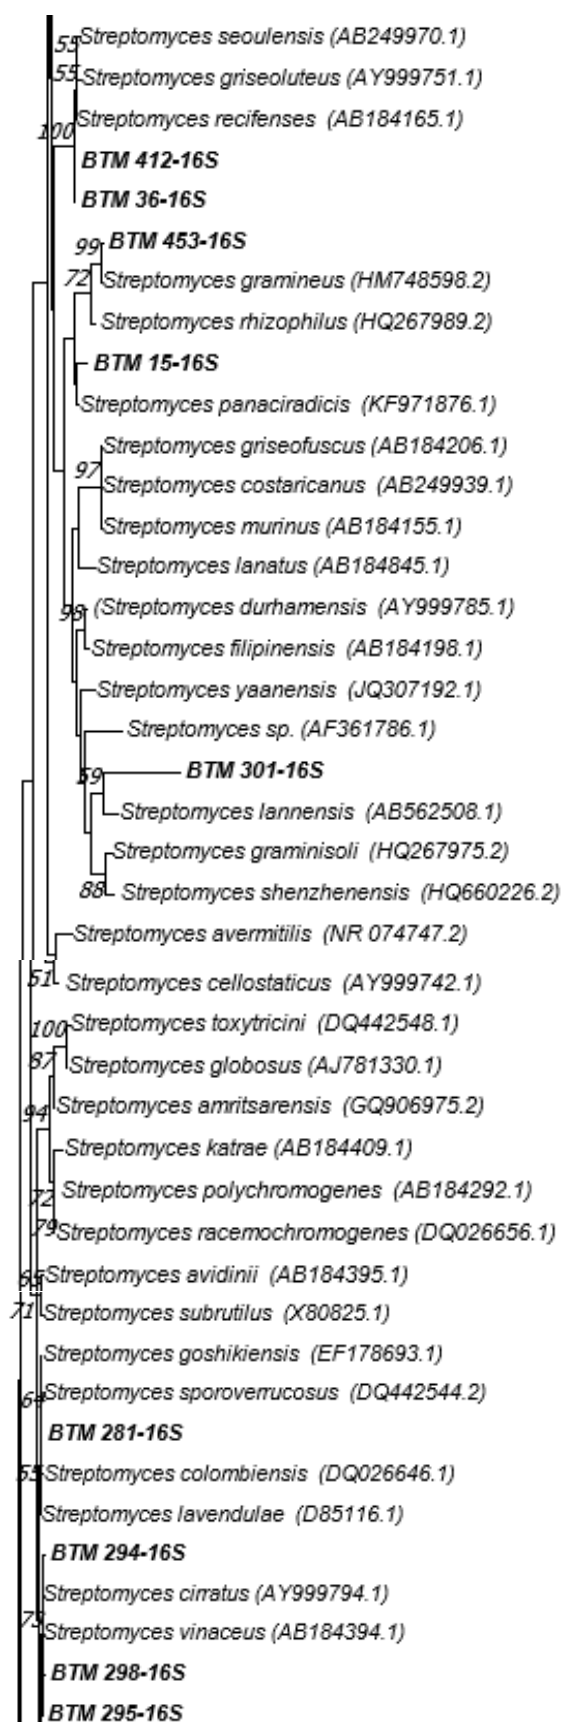 55 Streptomyces seoulensis (AB249970.1)
55 Streptomyces griseoluteus (AY999751.1)
Streptomyces recifenses (AB184165.1)
100
BTM 412-16S
BTM 36-16S
99 BTM 453-16S
72 Streptomyces gramineus (HM748598.2)
Streptomyces rhizophilus (HQ267989.2)
BTM 15-16S
Streptomyces panaciradicis (KF971876.1)
Streptomyces griseofuscus (AB184206.1)
97 Streptomyces costaricanus (AB249939.1)
Streptomyces murinus (AB184155.1)
Streptomyces lanatus (AB184845.1)
98 (Streptomyces durhamensis (AY999785.1)
Streptomyces filipinensis (AB184198.1)
Streptomyces yaanensis (JQ307192.1)
Streptomyces sp. (AF361786.1)
59 BTM 301-16S
Streptomyces lannensis (AB562508.1)
Streptomyces graminisoli (HQ267975.2)
88 Streptomyces shenzhenensis (HQ660226.2)
Streptomyces avermitilis (NR 074747.2)
51 Streptomyces cellostaticus (AY999742.1)
100 Streptomyces toxytricini (DQ442548.1)
87 Streptomyces globosus (AJ781330.1)
94 Streptomyces amritsarensis (GQ906975.2)
Streptomyces katrae (AB184409.1)
72 Streptomyces polychromogenes (AB184292.1)
79 Streptomyces racemochromogenes (DQ026656.1)
65 Streptomyces avidinii (AB184395.1)
71 Streptomyces subrutilus (X80825.1)
Streptomyces goshikiensis (EF178693.1)
64 Streptomyces sporoverrucosus (DQ442544.2)
BTM 281-16S
55 Streptomyces colombiensis (DQ026646.1)
Streptomyces lavendulae (D85116.1)
BTM 294-16S
Streptomyces cirratus (AY999794.1)
73 Streptomyces vinaceus (AB184394.1)
BTM 298-16S
BTM 295-16S